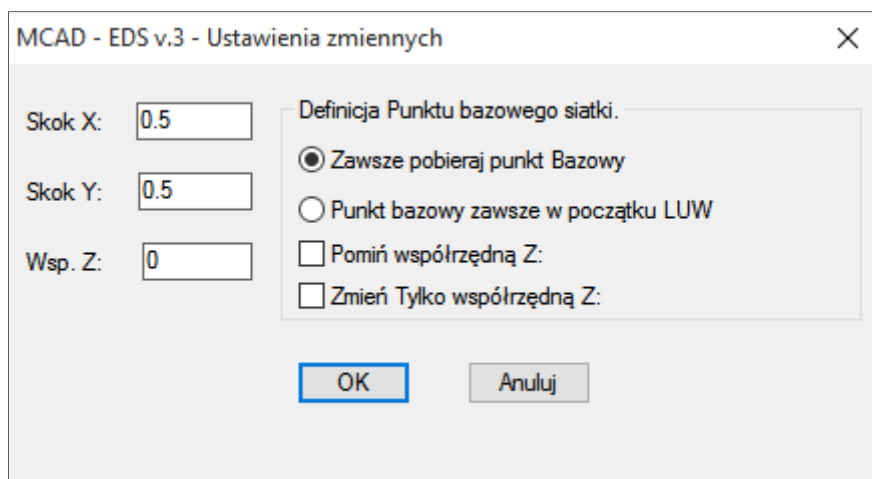 MCAD - EDS v.3 - Ustawienia zmiennych
Skok X: 0.5
Skok Y: 0.5
Wsp. Z: 0
Definicja Punktu bazowego siatki.
Zawsze pobieraj punkt Bazowy
Punkt bazowy zawsze w początku LUW
Pomiń współrzędną Z:
Zmień Tylko współrzędną Z:
OK
Anuluj